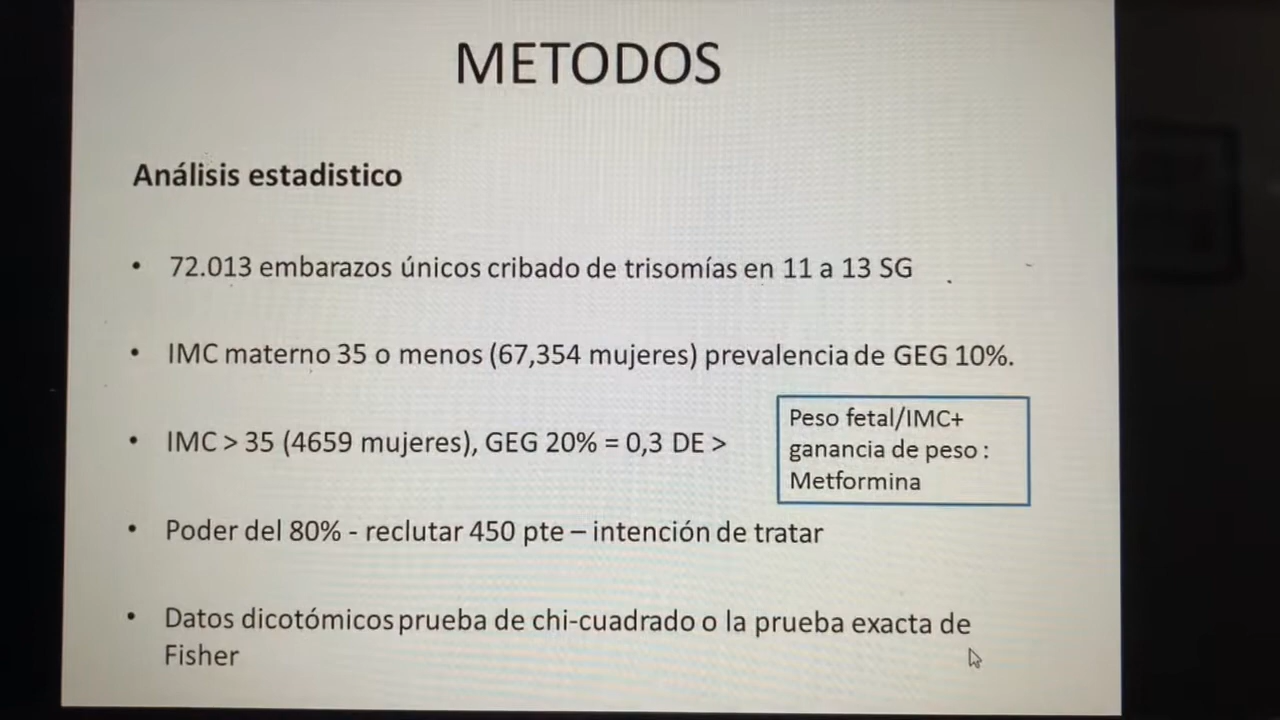 METODOS
Análisis estadistico
• 72.013 embarazos únicos cribado de trisomías en 11 a 13 SG
• IMC materno 35 o menos (67,354 mujeres) prevalencia de GEG 10%.
• IMC > 35 (4659 mujeres), GEG 20% = 0,3 DE >
Peso fetal/IMC+
ganancia de peso :
Metformina
• Poder del 80% - reclutar 450 pte – intención de tratar
• Datos dicotómicos prueba de chi-cuadrado o la prueba exacta de
Fisher